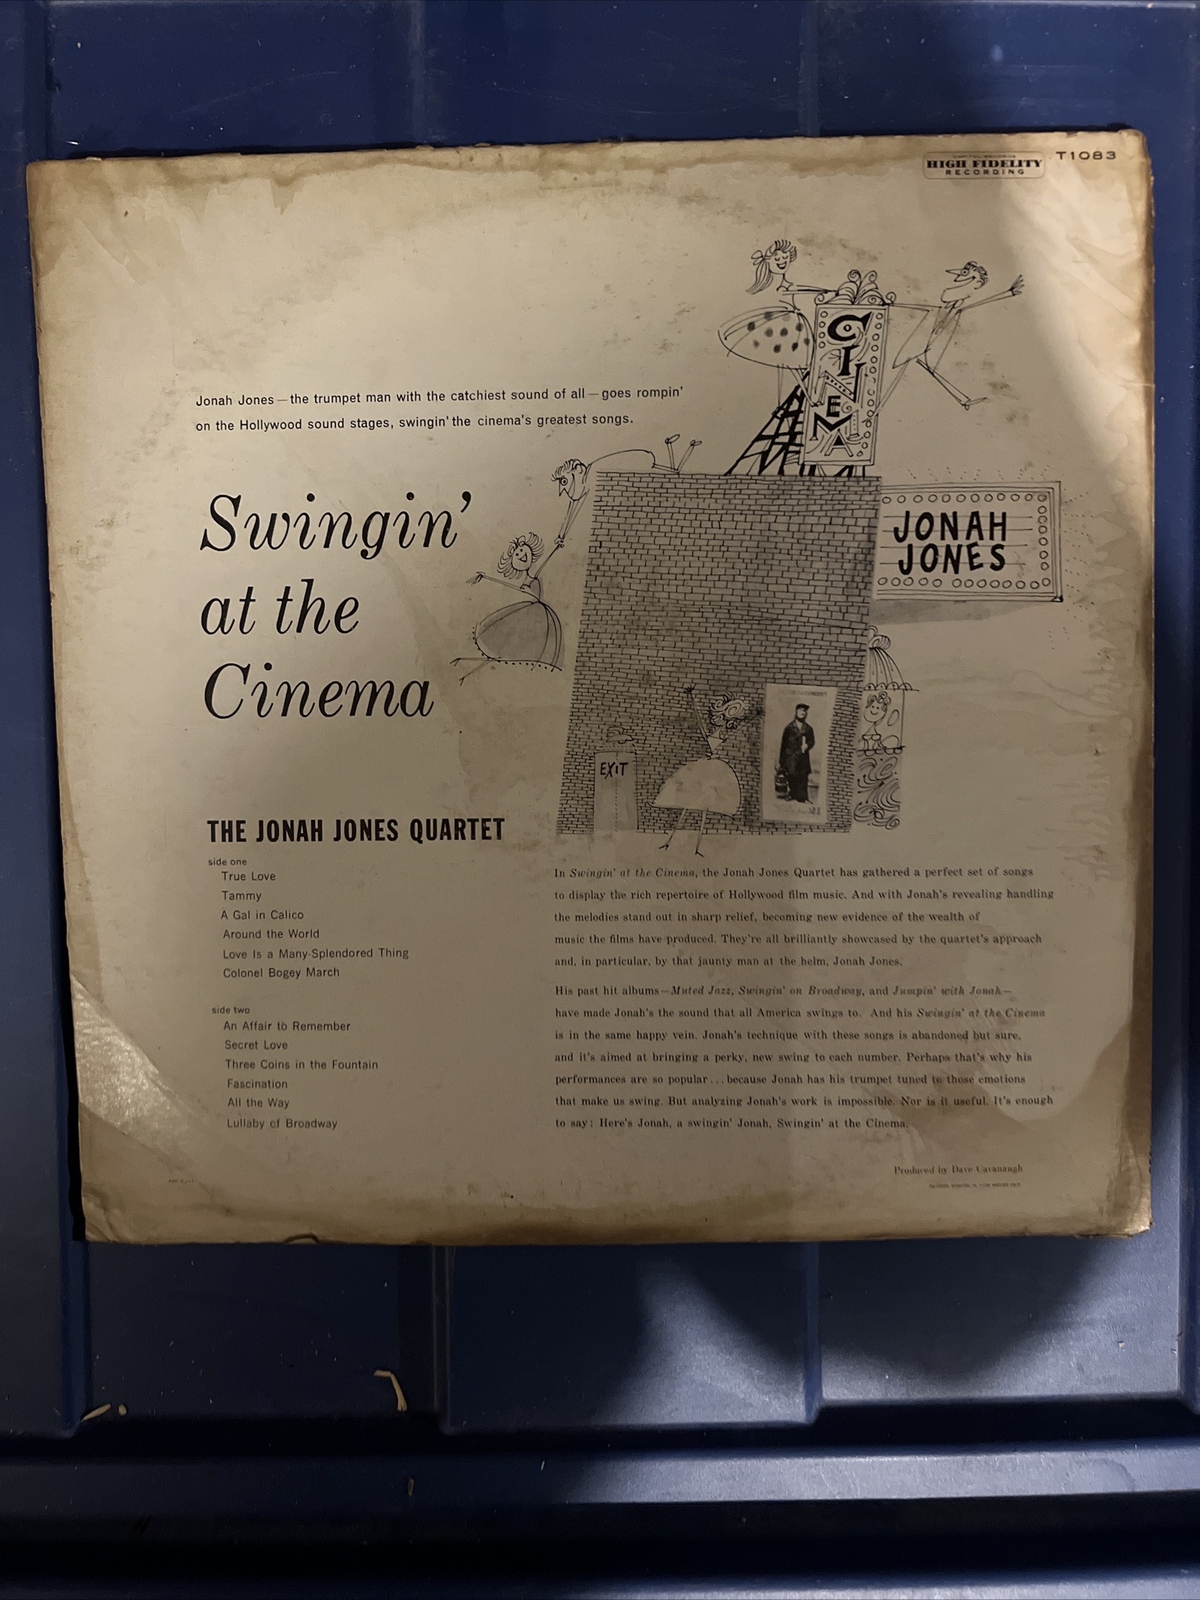 HIGH FIDELITY
RECORDING
T1083
CINEMA
Jonah Jones—the trumpet man with the catchiest sound of all—goes rompin'
on the Hollywood sound stages, swingin' the cinema's greatest songs.
Swingin'
at the
Cinema
JONAH
JONES
EXIT
THE JONAH JONES QUARTET
side one
True Love
Tammy
A Gal in Calico
Around the World
Love Is a Many-Splendored Thing
Colonel Bogey March
side two
An Affair to Remember
Secret Love
Three Coins in the Fountain
Fascination
All the Way
Lullaby of Broadway
In Swingin' at the Cinema, the Jonah Jones Quartet has gathered a perfect set of songs
to display the rich repertoire of Hollywood film music. And with Jonah's revealing handling
the melodies stand out in sharp relief, becoming new evidence of the wealth of
music the films have produced. They're all brilliantly showcased by the quartet's approach
and, in particular, by that jaunty man at the helm, Jonah Jones.
His past hit albums—Muted Jazz, Swingin' on Broadway, and Jumpin' with Jonah—
have made Jonah's the sound that all America swings to. And his Swingin' at the Cinema
is in the same happy vein. Jonah's technique with these songs is abandoned but sure,
and it's aimed at bringing a perky, new swing to each number. Perhaps that's why his
performances are so popular...because Jonah has his trumpet tuned to those emotions
that make us swing. But analyzing Jonah's work is impossible. Nor is it useful. It's enough
to say: Here's Jonah, a swingin' Jonah, Swingin' at the Cinema.
Produced by Dave Cavanaugh